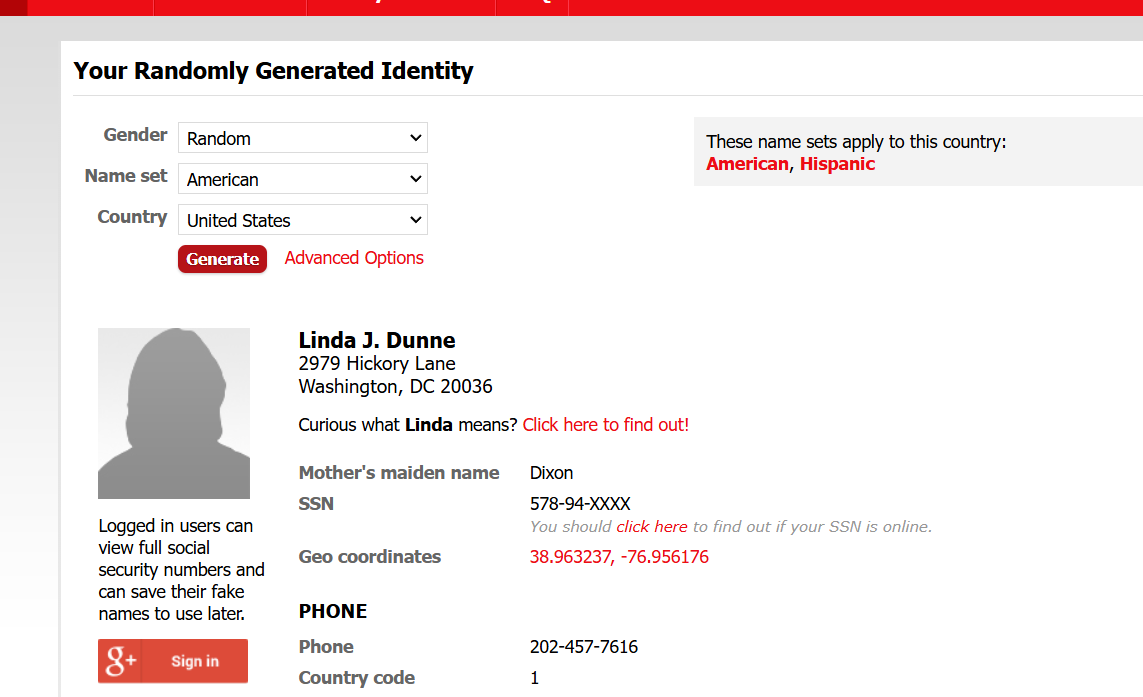 Your Randomly Generated Identity
Gender Random
Name set American
Country United States
Generate Advanced Options
These name sets apply to this country:
American, Hispanic
Linda J. Dunne
2979 Hickory Lane
Washington, DC 20036
Curious what Linda means? Click here to find out!
Mother's maiden name Dixon
SSN 578-94-XXXX
You should click here to find out if your SSN is online.
Geo coordinates 38.963237, -76.956176
Logged in users can
view full social
security numbers and
can save their fake
names to use later.
g+ Sign in
PHONE
Phone 202-457-7616
Country code 1